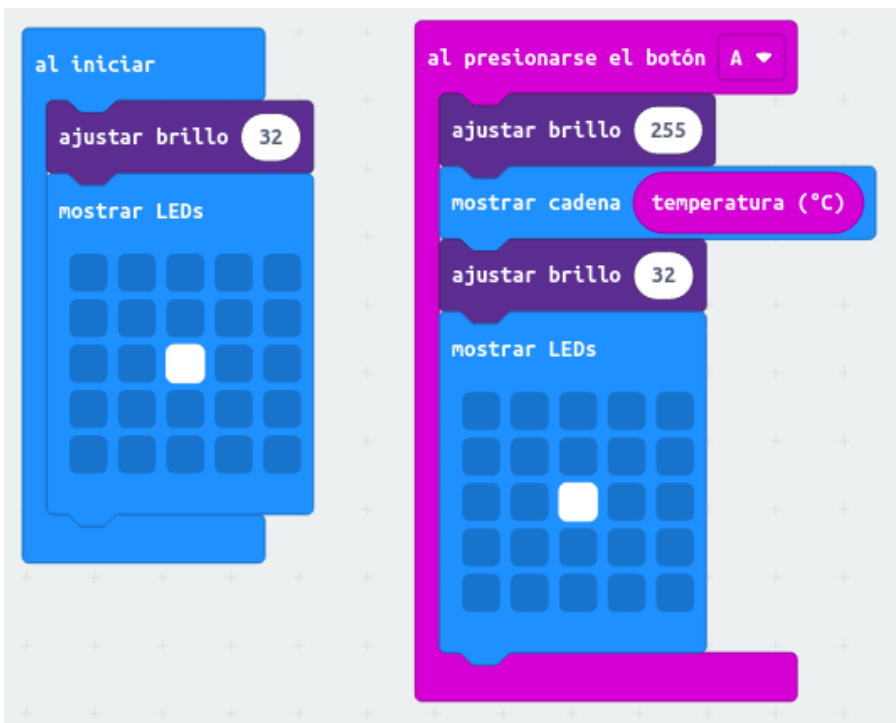 al iniciar
ajustar brillo 32
mostrar LEDs
al presionarse el botón A
ajustar brillo 255
mostrar cadena temperatura (°C)
ajustar brillo 32
mostrar LEDs